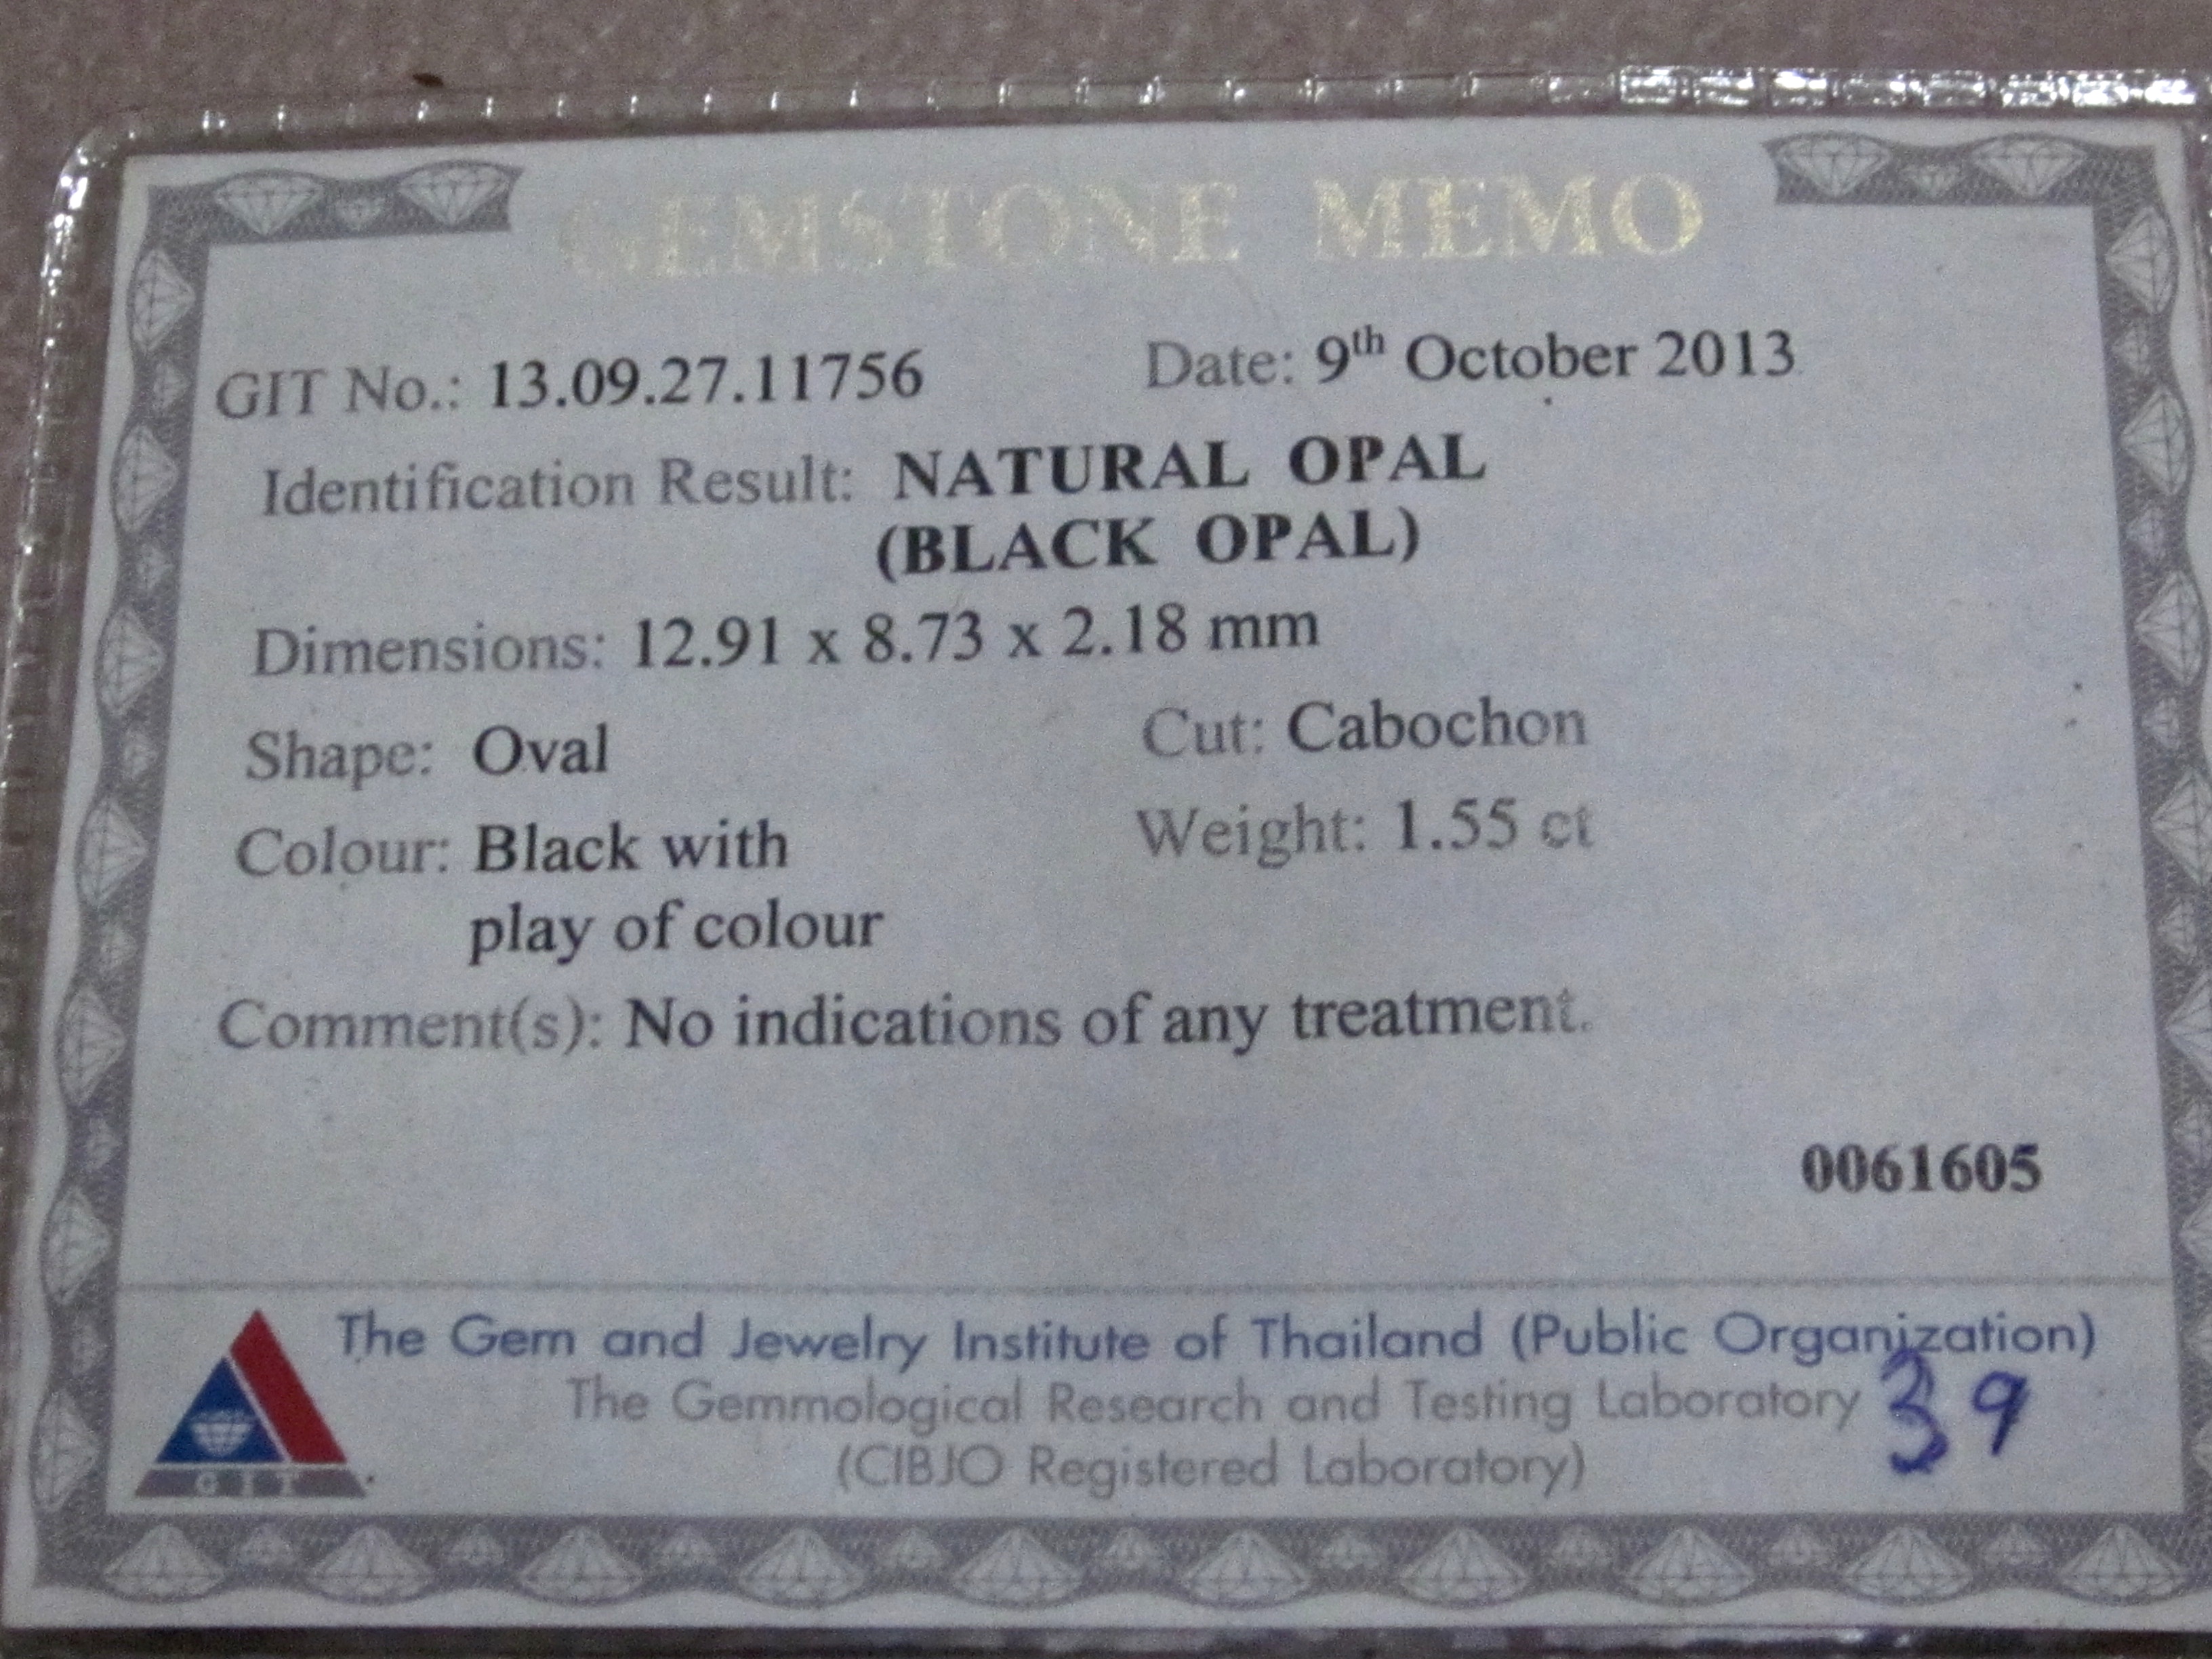 GEMSTONE MEMO
GIT No.: 13.09.27.11756 Date: 9th October 2013
Identification Result: NATURAL OPAL
(BLACK OPAL)
Dimensions: 12.91 x 8.73 x 2.18 mm
Shape: Oval Cut: Cabochon
Colour: Black with Weight: 1.55 ct
play of colour
Comment(s): No indications of any treatment.
0061605
The Gem and Jewelry Institute of Thailand (Public Organization)
The Gemmological Research and Testing Laboratory 39
(CIBJO Registered Laboratory)
GIT